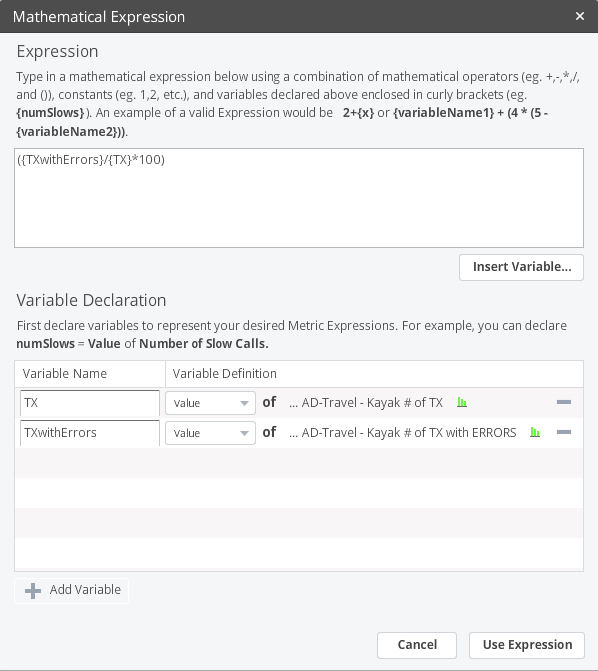 Mathematical Expression ×
Expression
Type in a mathematical expression below using a combination of mathematical operators (eg. +,-,*,/,
and ()), constants (eg. 1,2, etc.), and variables declared above enclosed in curly brackets (eg.
{numSlows}). An example of a valid Expression would be 2+{x} or {variableName1} + (4 * (5 -
{variableName2})).
({TXwithErrors}/{TX}*100)
Insert Variable...
Variable Declaration
First declare variables to represent your desired Metric Expressions. For example, you can declare
numSlows = Value of Number of Slow Calls.
Variable Name Variable Definition
TX Value of ... AD-Travel - Kayak # of TX
TXwithErrors Value of ... AD-Travel - Kayak # of TX with ERRORS
Add Variable
Cancel Use Expression